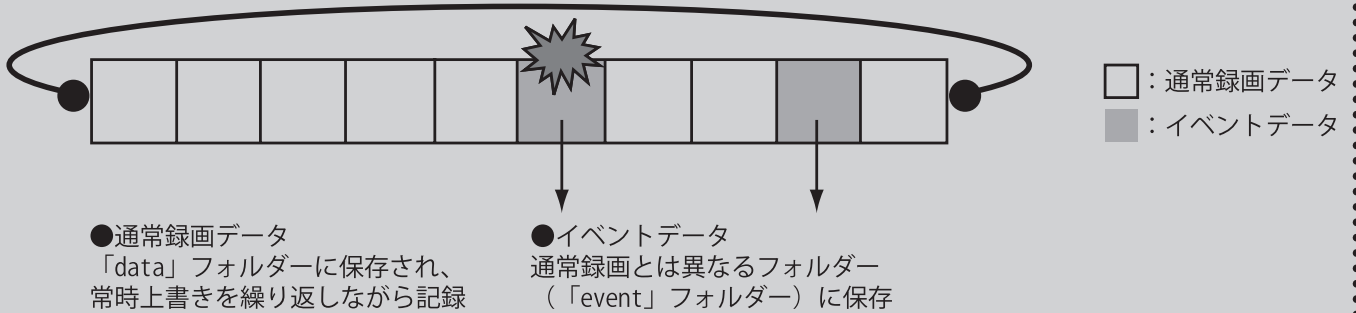 ：通常録画データ
：イベントデータ
●通常録画データ
「data」フォルダーに保存され、
常時上書きを繰り返しながら記録
●イベントデータ
通常録画とは異なるフォルダー
（「event」フォルダー）に保存